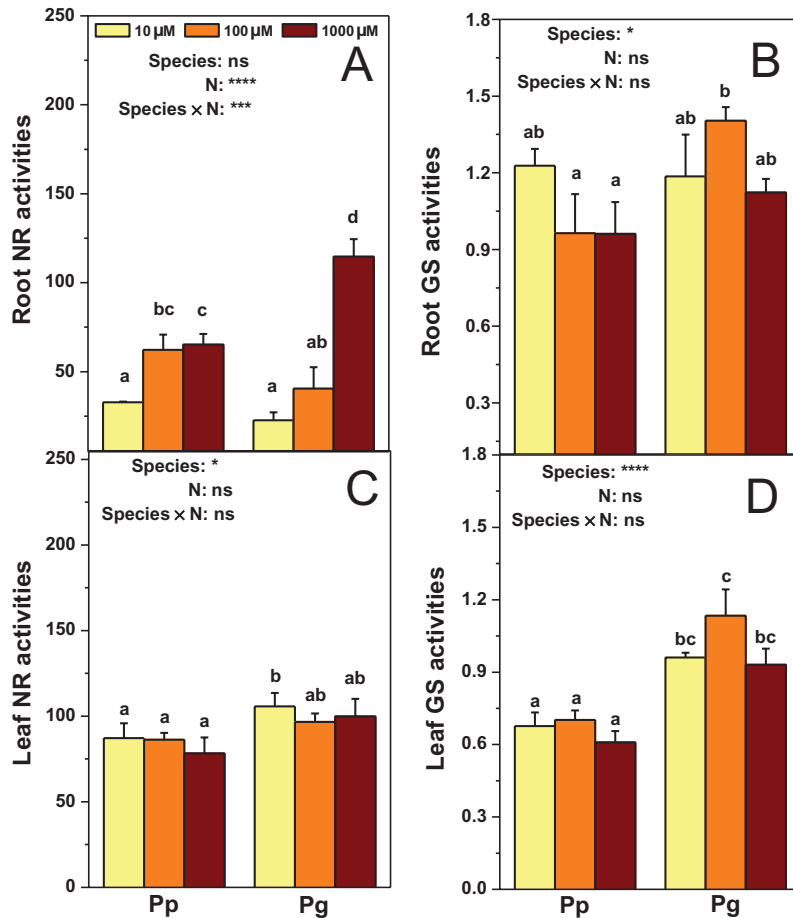 10 µM 100 µM 1000 µM
A
Species: ns
N: ****
Species × N: ***
Root NR activities
250
200
150
100
50
a
bc
c
a
ab
d
B
Species: *
N: ns
Species × N: ns
Root GS activities
1.8
1.5
1.2
0.9
0.6
0.3
ab
a
a
ab
b
ab
C
Species: *
N: ns
Species × N: ns
Leaf NR activities
250
200
150
100
50
0
a
a
a
b
ab
ab
Pp Pg
D
Species: ****
N: ns
Species × N: ns
Leaf GS activities
1.8
1.5
1.2
0.9
0.6
0.3
0.0
a
a
a
bc
c
bc
Pp Pg